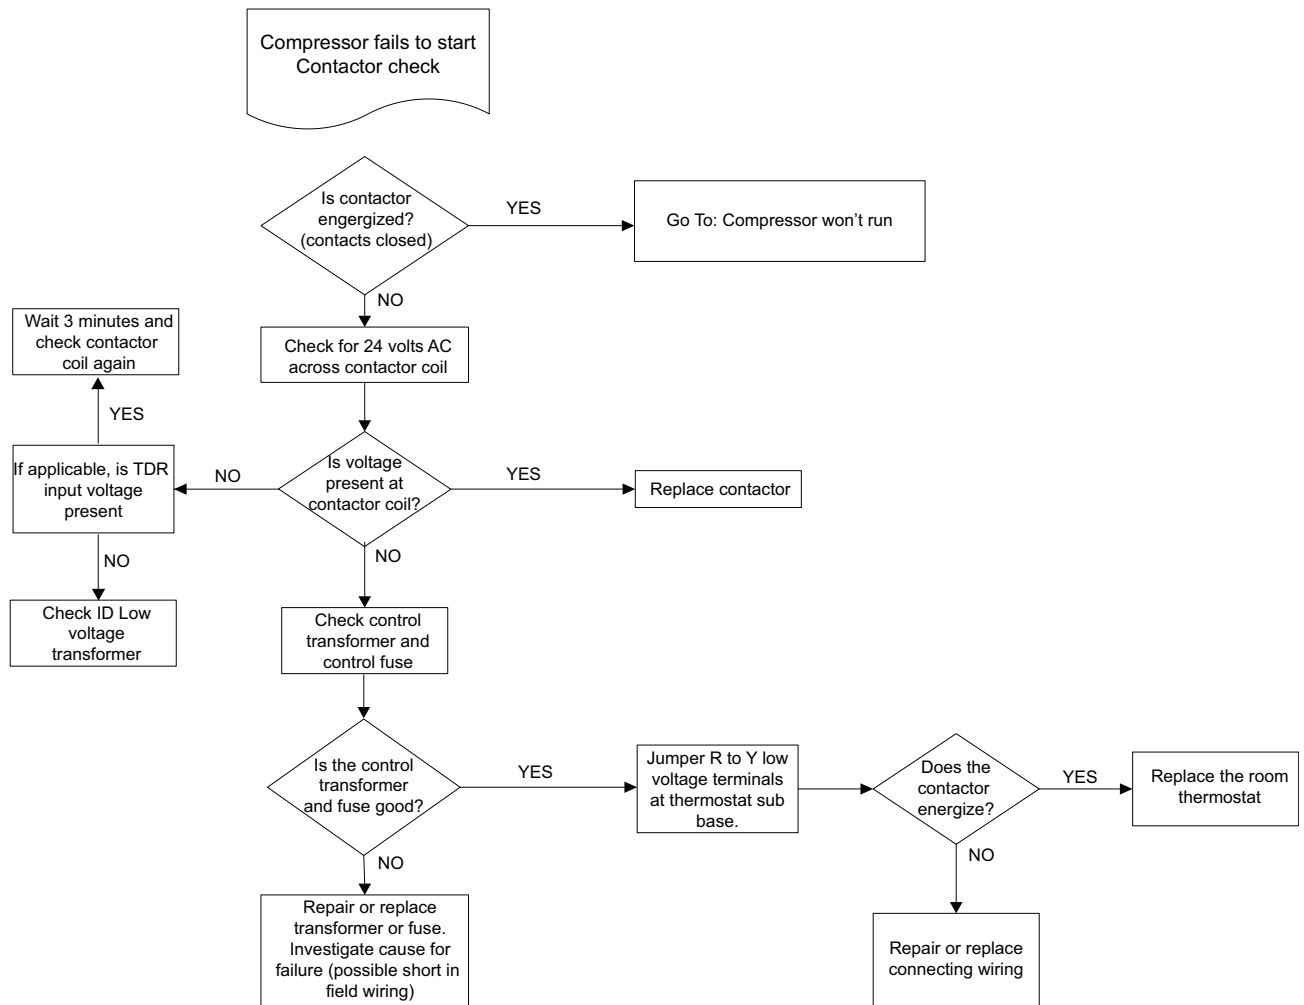 Compressor fails to start
Contactor check
Is contactor
engergized?
(contacts closed)
YES
Go To: Compressor won't run
NO
Wait 3 minutes and
check contactor
coil again
Check for 24 volts AC
across contactor coil
YES
If applicable, is TDR
input voltage
present
NO
Is voltage
present at
contactor coil?
YES
Replace contactor
NO
NO
Check ID Low
voltage
transformer
Check control
transformer and
control fuse
Is the control
transformer
and fuse good?
YES
Jumper R to Y low
voltage terminals
at thermostat sub
base.
Does the
contactor
energize?
YES
Replace the room
thermostat
NO
NO
Repair or replace
transformer or fuse.
Investigate cause for
failure (possible short in
field wiring)
Repair or replace
connecting wiring